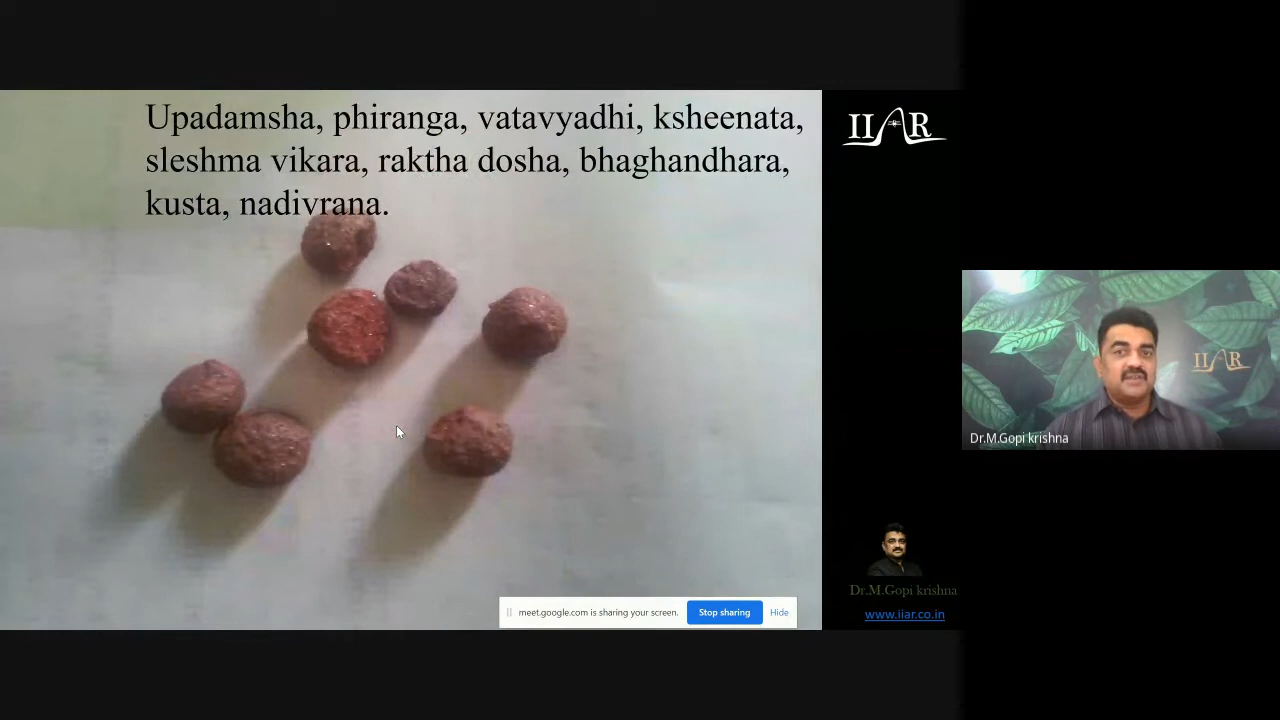 Upadamsha, phiranga, vatavyadhi, ksheenata,
sleshma vikara, raktha dosha, bhaghandhara,
kusta, nadivrana.
IIAR
IIAR
Dr.M.Gopi krishna
Dr.M.Gopi krishna
www.iiar.co.in
meet.google.com is sharing your screen.
Stop sharing
Hide